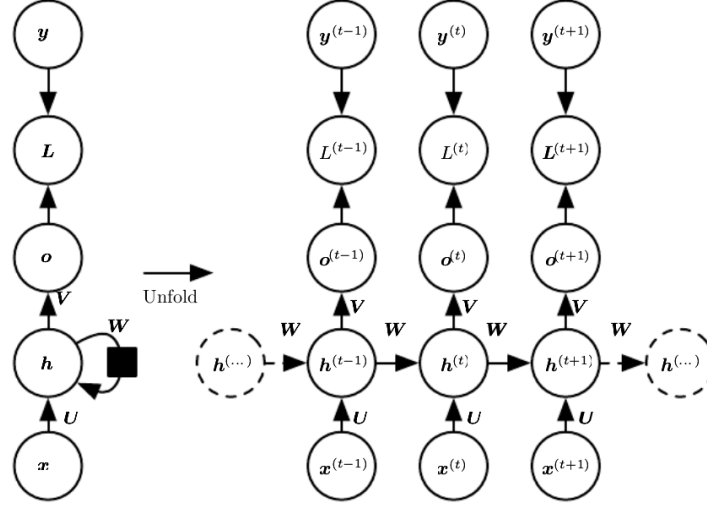 y y^(t−1) y^(t) y^(t+1)
L L^(t−1) L^(t) L^(t+1)
o o^(t−1) o^(t) o^(t+1)
Unfold
V V V V
W W W W W
h h^(...) h^(t−1) h^(t) h^(t+1) h^(...)
U U U U
x x^(t−1) x^(t) x^(t+1)